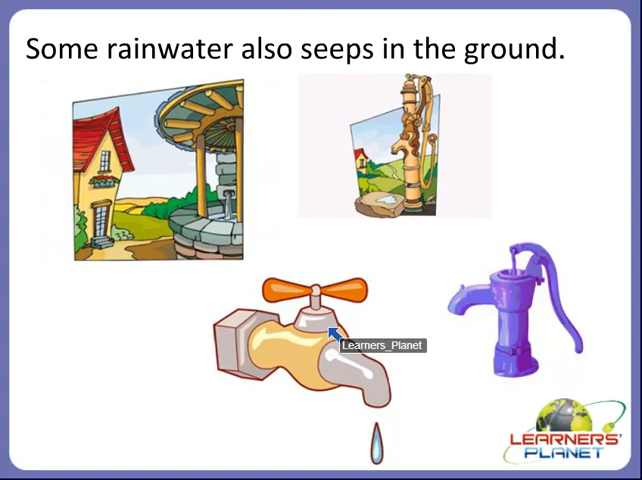 Some rainwater also seeps in the ground.
Learners_Planet
LEARNERS'
PLANET